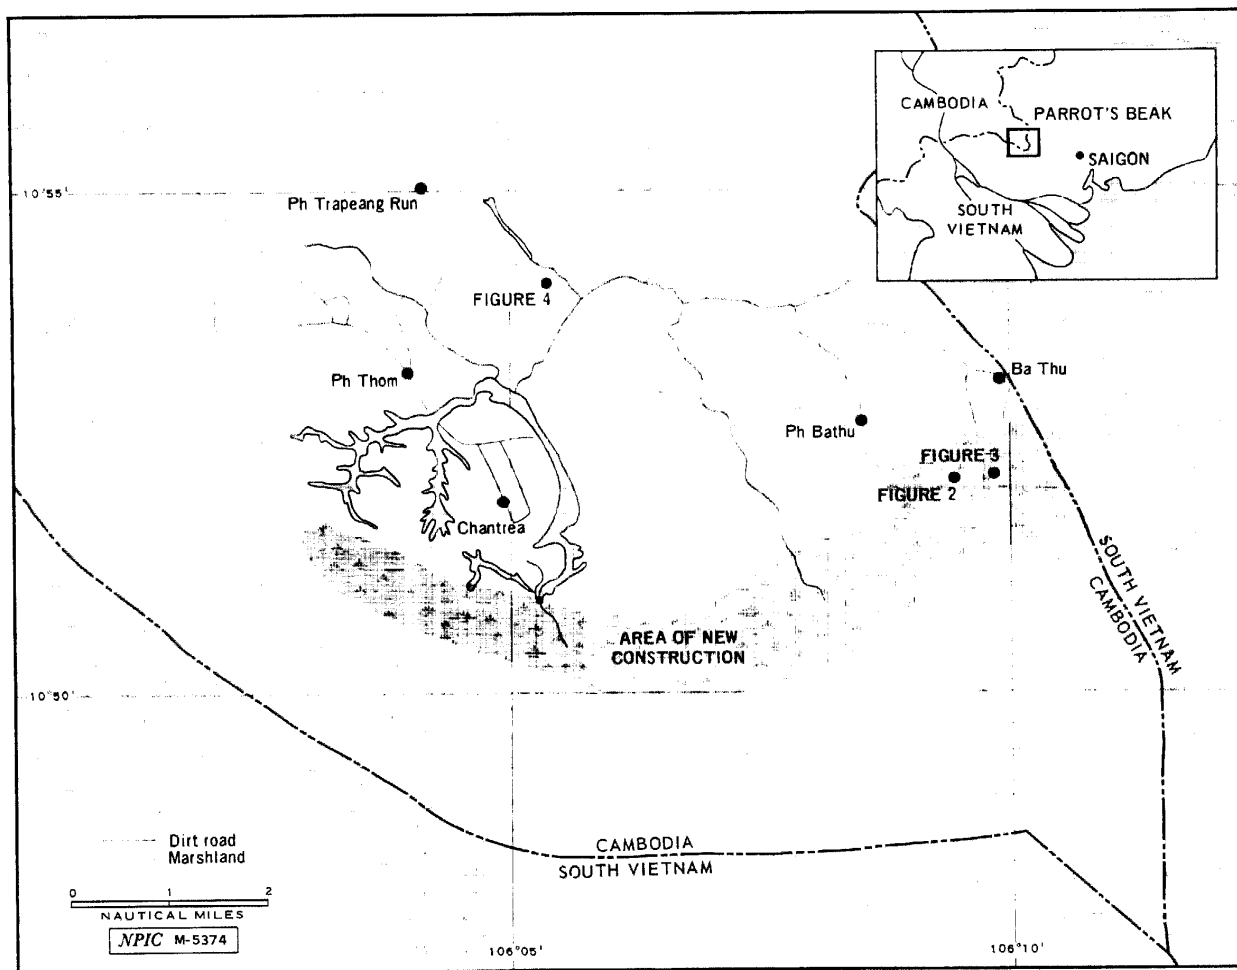 CAMBODIA
PARROT'S BEAK
SAIGON
SOUTH
VIETNAM
10°55'
Ph Trapeang Run
FIGURE 4
Ph Thom
Ba Thu
Ph Bathu
FIGURE 3
FIGURE 2
Chantrea
SOUTH VIETNAM
CAMBODIA
AREA OF NEW
CONSTRUCTION
10°50'
Dirt road
Marshland
CAMBODIA
SOUTH VIETNAM
0 1 2
NAUTICAL MILES
NPIC M-5374
106°05'
106°10'